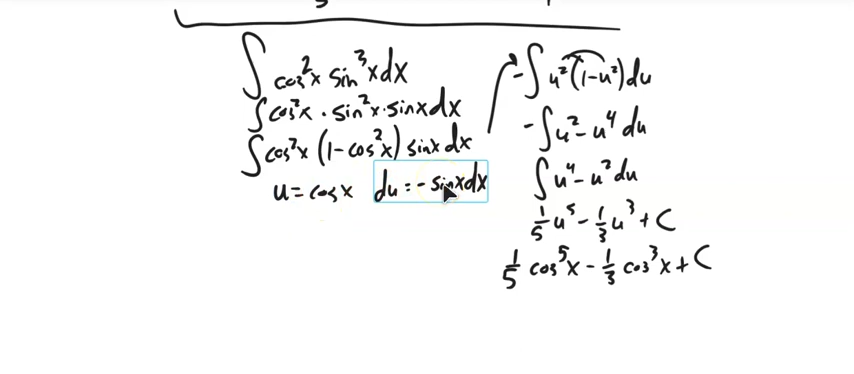 ∫ cos²x sin³x dx
∫ cos²x · sin²x · sinx dx
∫ cos²x (1 - cos²x) sinx dx
u = cosx du = - sinx dx
-∫ u² (1 - u²) du
-∫ u² - u⁴ du
∫ u⁴ - u² du
1/5 u⁵ - 1/3 u³ + C
1/5 cos⁵x - 1/3 cos³x + C